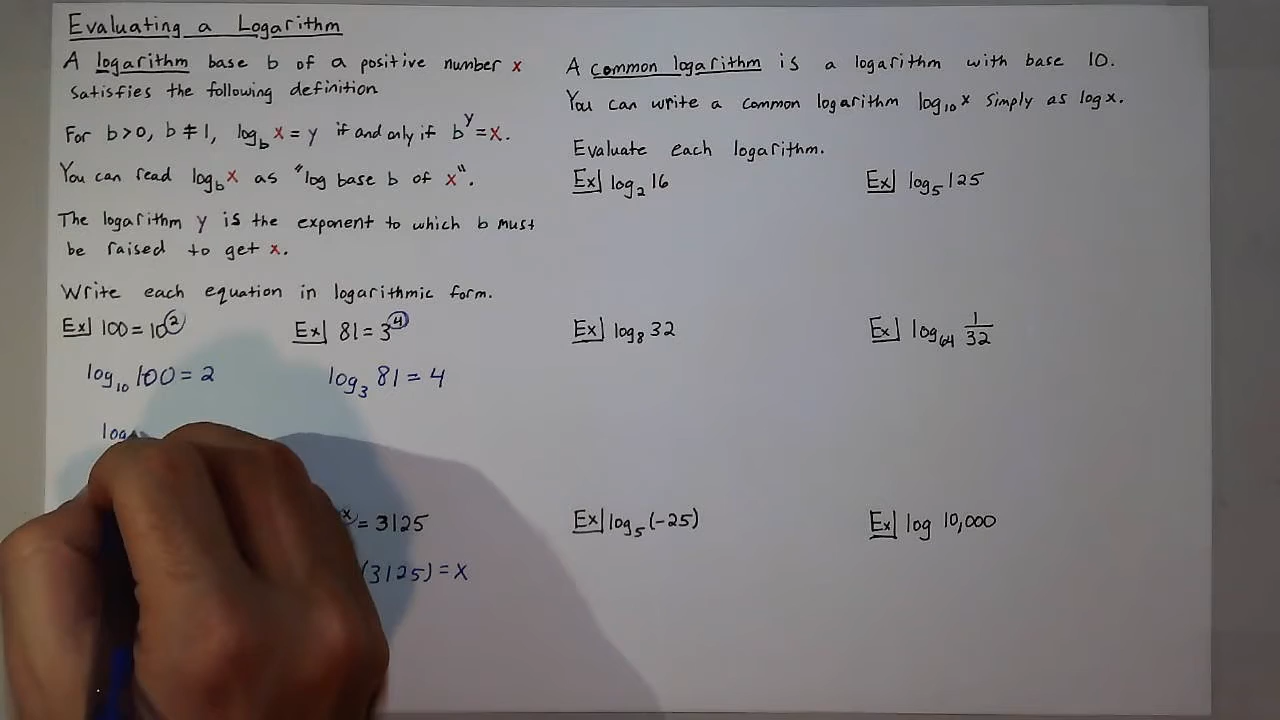 Evaluating a Logarithm
A logarithm base b of a positive number x
satisfies the following definition
For b>0, b≠1, log_b x = y if and only if b^y = x.
You can read log_b x as "log base b of x".
The logarithm y is the exponent to which b must
be raised to get x.
Write each equation in logarithmic form.
Ex| 100 = 10^2
Ex| 81 = 3^4
log_10 100 = 2
log_3 81 = 4
log
x = 3125
(3125) = x
A common logarithm is a logarithm with base 10.
You can write a common logarithm log_10 x simply as log x.
Evaluate each logarithm.
Ex| log_2 16
Ex| log_5 125
Ex| log_8 32
Ex| log_64 1/32
Ex| log_5 (-25)
Ex| log 10,000